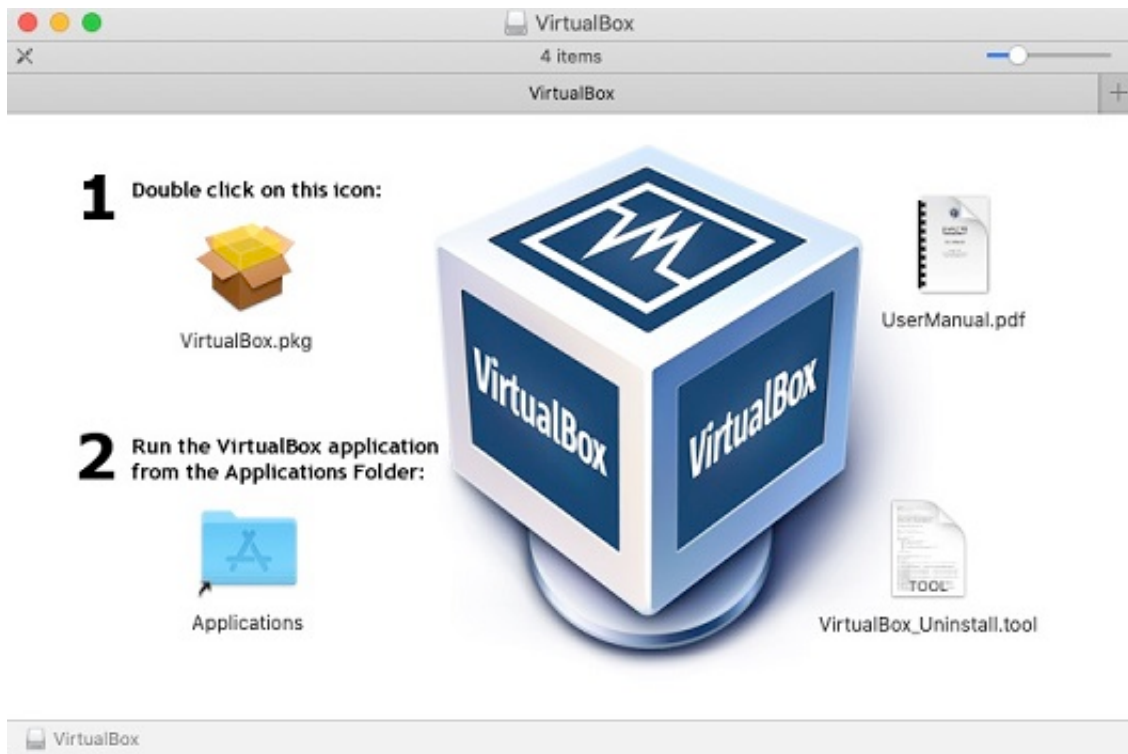 VirtualBox
4 items
VirtualBox
1 Double click on this icon:
VirtualBox.pkg
2 Run the VirtualBox application
from the Applications Folder:
Applications
VirtualBox
VirtualBox
UserManual.pdf
TOOL
VirtualBox_Uninstall.tool
VirtualBox